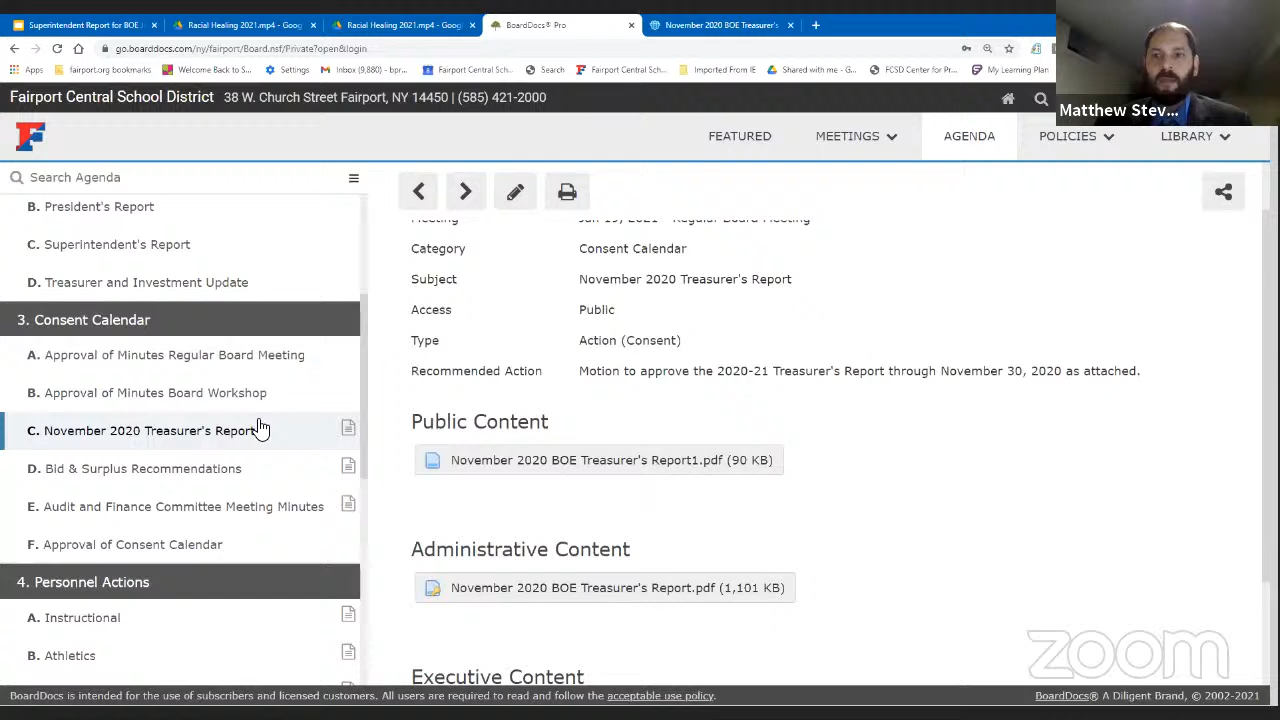 Superintendent Report for BOE J
Racial Healing 2021.mp4 - Goog
Racial Healing 2021.mp4 - Goog
BoardDocs® Pro
November 2020 BOE Treasurer's
go.boarddocs.com/ny/fairport/Board.nsf/Private?open&login
Apps
fairport.org bookmarks
Welcome Back to S...
Settings
Inbox (9,880) - bpr...
Fairport Central Sch...
Search
Fairport Central Sch...
Imported From IE
Shared with me - G...
FCSD Center for Pr...
My Learning Plan
Matthew Stev...
Fairport Central School District 38 W. Church Street Fairport, NY 14450 | (585) 421-2000
F
FEATURED
MEETINGS
AGENDA
POLICIES
LIBRARY
Search Agenda
B. President's Report
C. Superintendent's Report
D. Treasurer and Investment Update
3. Consent Calendar
A. Approval of Minutes Regular Board Meeting
B. Approval of Minutes Board Workshop
C. November 2020 Treasurer's Report
D. Bid & Surplus Recommendations
E. Audit and Finance Committee Meeting Minutes
F. Approval of Consent Calendar
4. Personnel Actions
A. Instructional
B. Athletics
Meeting Jan 19, 2021 - Regular Board Meeting
Category Consent Calendar
Subject November 2020 Treasurer's Report
Access Public
Type Action (Consent)
Recommended Action Motion to approve the 2020-21 Treasurer's Report through November 30, 2020 as attached.
Public Content
November 2020 BOE Treasurer's Report1.pdf (90 KB)
Administrative Content
November 2020 BOE Treasurer's Report.pdf (1,101 KB)
Executive Content
zoom
BoardDocs is intended for the use of subscribers and licensed customers. All users are required to read and follow the acceptable use policy.
BoardDocs® A Diligent Brand, © 2002-2021